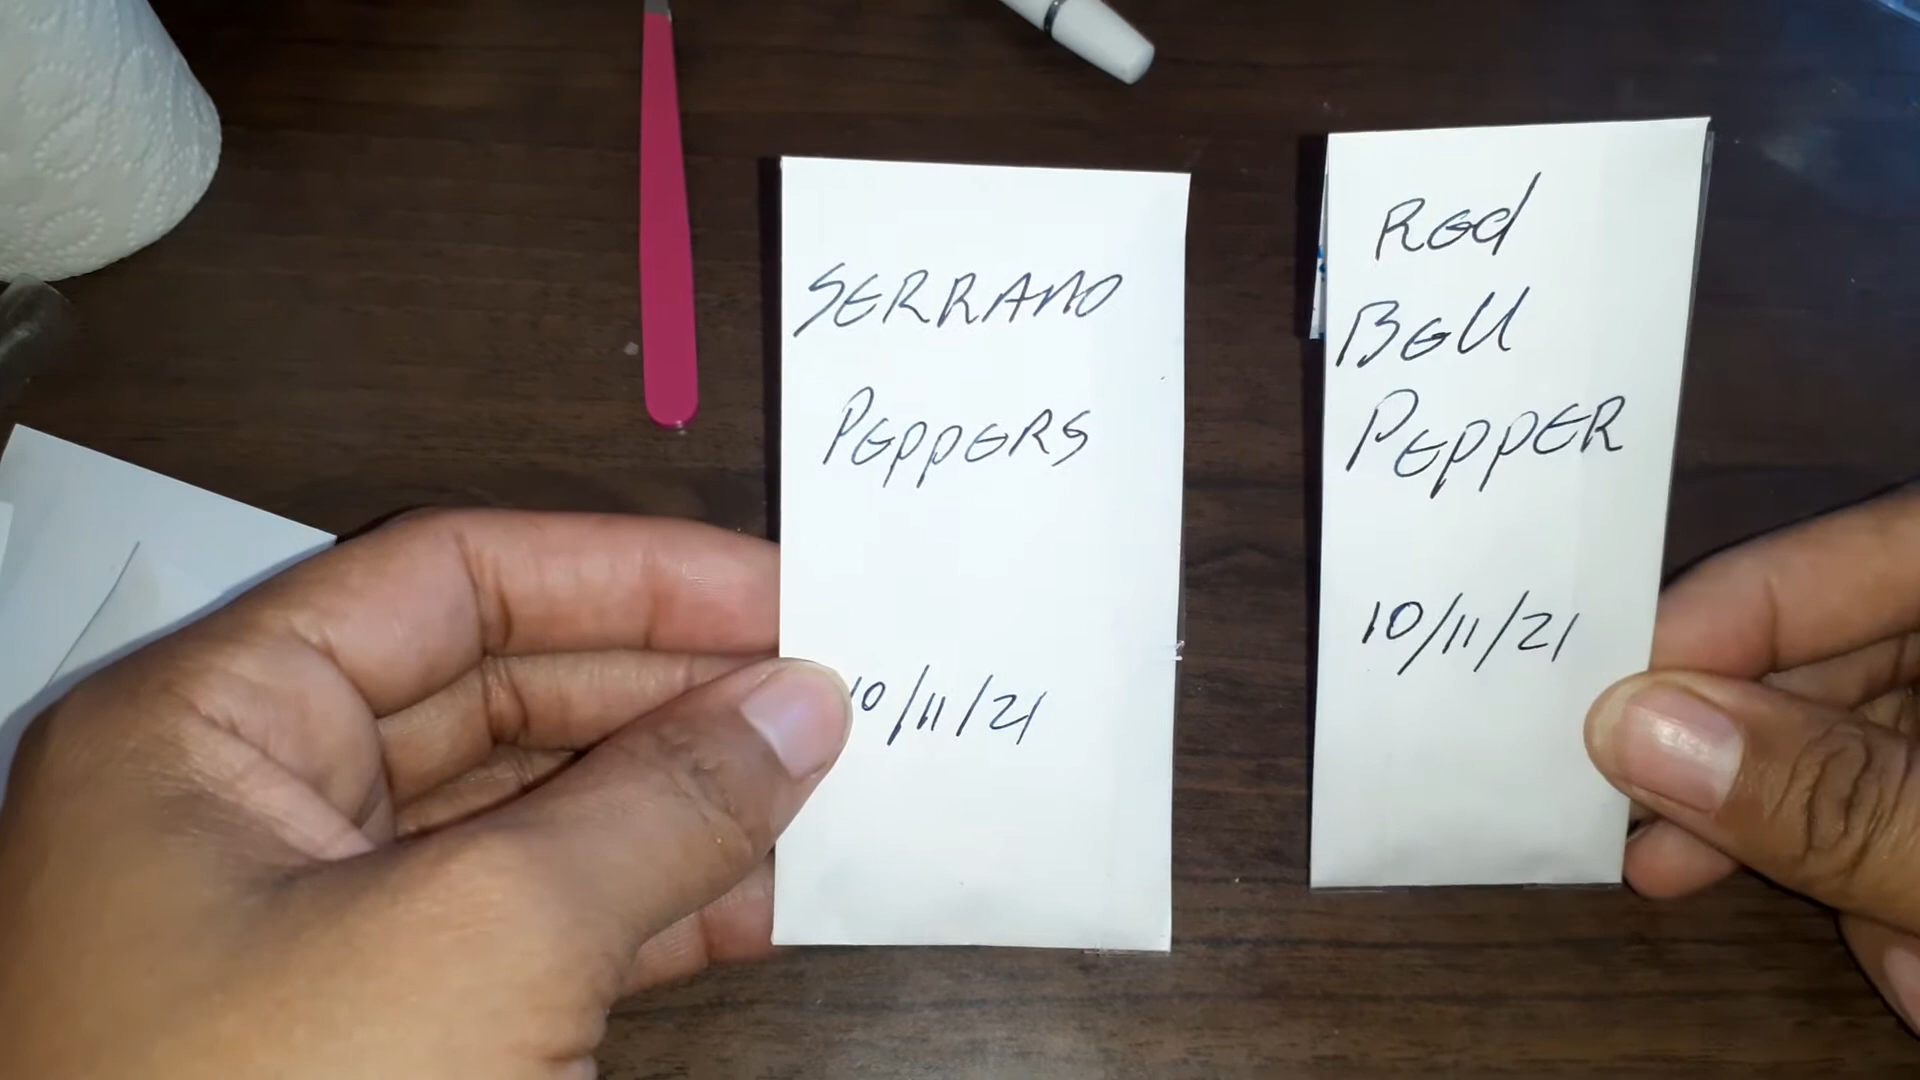 SERRANO
PEPPERS
10/11/21
Red
Bell
PEPPER
10/11/21